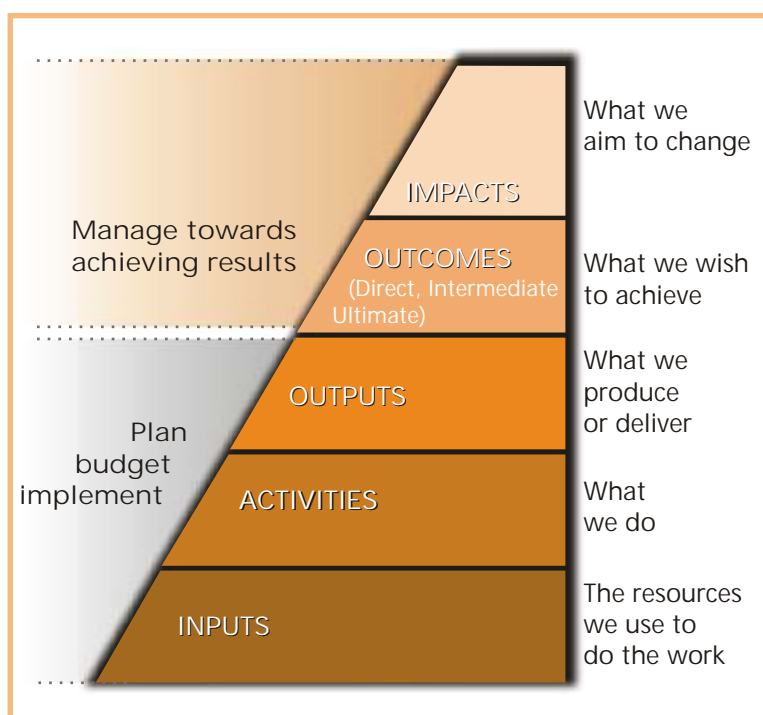 What we
aim to change
IMPACTS
Manage towards
achieving results
OUTCOMES
(Direct, Intermediate
Ultimate)
What we wish
to achieve
What we
produce
or deliver
OUTPUTS
Plan
budget
implement
ACTIVITIES
What
we do
INPUTS
The resources
we use to
do the work